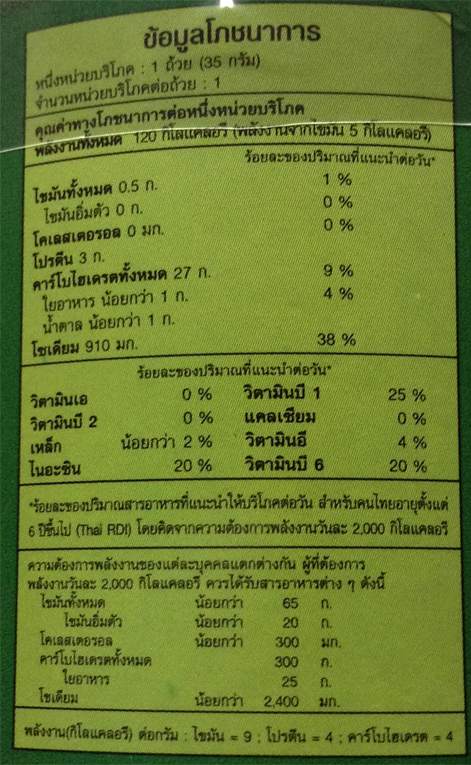 ข้อมูลโภชนาการ
หนึ่งหน่วยบริโภค : 1 ถ้วย (35 กรัม)
จำนวนหน่วยบริโภคต่อถ้วย : 1
คุณค่าทางโภชนาการต่อหนึ่งหน่วยบริโภค
พลังงานทั้งหมด 120 กิโลแคลอรี (พลังงานจากไขมัน 5 กิโลแคลอรี)
ร้อยละของปริมาณที่แนะนำต่อวัน*
ไขมันทั้งหมด 0.5 ก. 1 %
ไขมันอิ่มตัว 0 ก. 0 %
โคเลสเตอรอล 0 มก. 0 %
โปรตีน 3 ก.
คาร์โบไฮเดรตทั้งหมด 27 ก. 9 %
ใยอาหาร น้อยกว่า 1 ก. 4 %
น้ำตาล น้อยกว่า 1 ก.
โซเดียม 910 มก. 38 %
ร้อยละของปริมาณที่แนะนำต่อวัน*
วิตามินเอ 0 % วิตามินบี 1 25 %
วิตามินบี 2 0 % แคลเซียม 0 %
เหล็ก น้อยกว่า 2 % วิตามินอี 4 %
ไนอะซิน 20 % วิตามินบี 6 20 %
*ร้อยละของปริมาณสารอาหารที่แนะนำให้บริโภคต่อวัน สำหรับคนไทยอายุตั้งแต่
6 ปีขึ้นไป (Thai RDI) โดยคิดจากความต้องการพลังงานวันละ 2,000 กิโลแคลอรี
ความต้องการพลังงานของแต่ละบุคคลแตกต่างกัน ผู้ที่ต้องการ
พลังงานวันละ 2,000 กิโลแคลอรี ควรได้รับสารอาหารต่าง ๆ ดังนี้
ไขมันทั้งหมด น้อยกว่า 65 ก.
ไขมันอิ่มตัว น้อยกว่า 20 ก.
โคเลสเตอรอล น้อยกว่า 300 มก.
คาร์โบไฮเดรตทั้งหมด 300 ก.
ใยอาหาร 25 ก.
โซเดียม น้อยกว่า 2,400 มก.
พลังงาน(กิโลแคลอรี) ต่อกรัม : ไขมัน = 9 ; โปรตีน = 4 ; คาร์โบไฮเดรต = 4